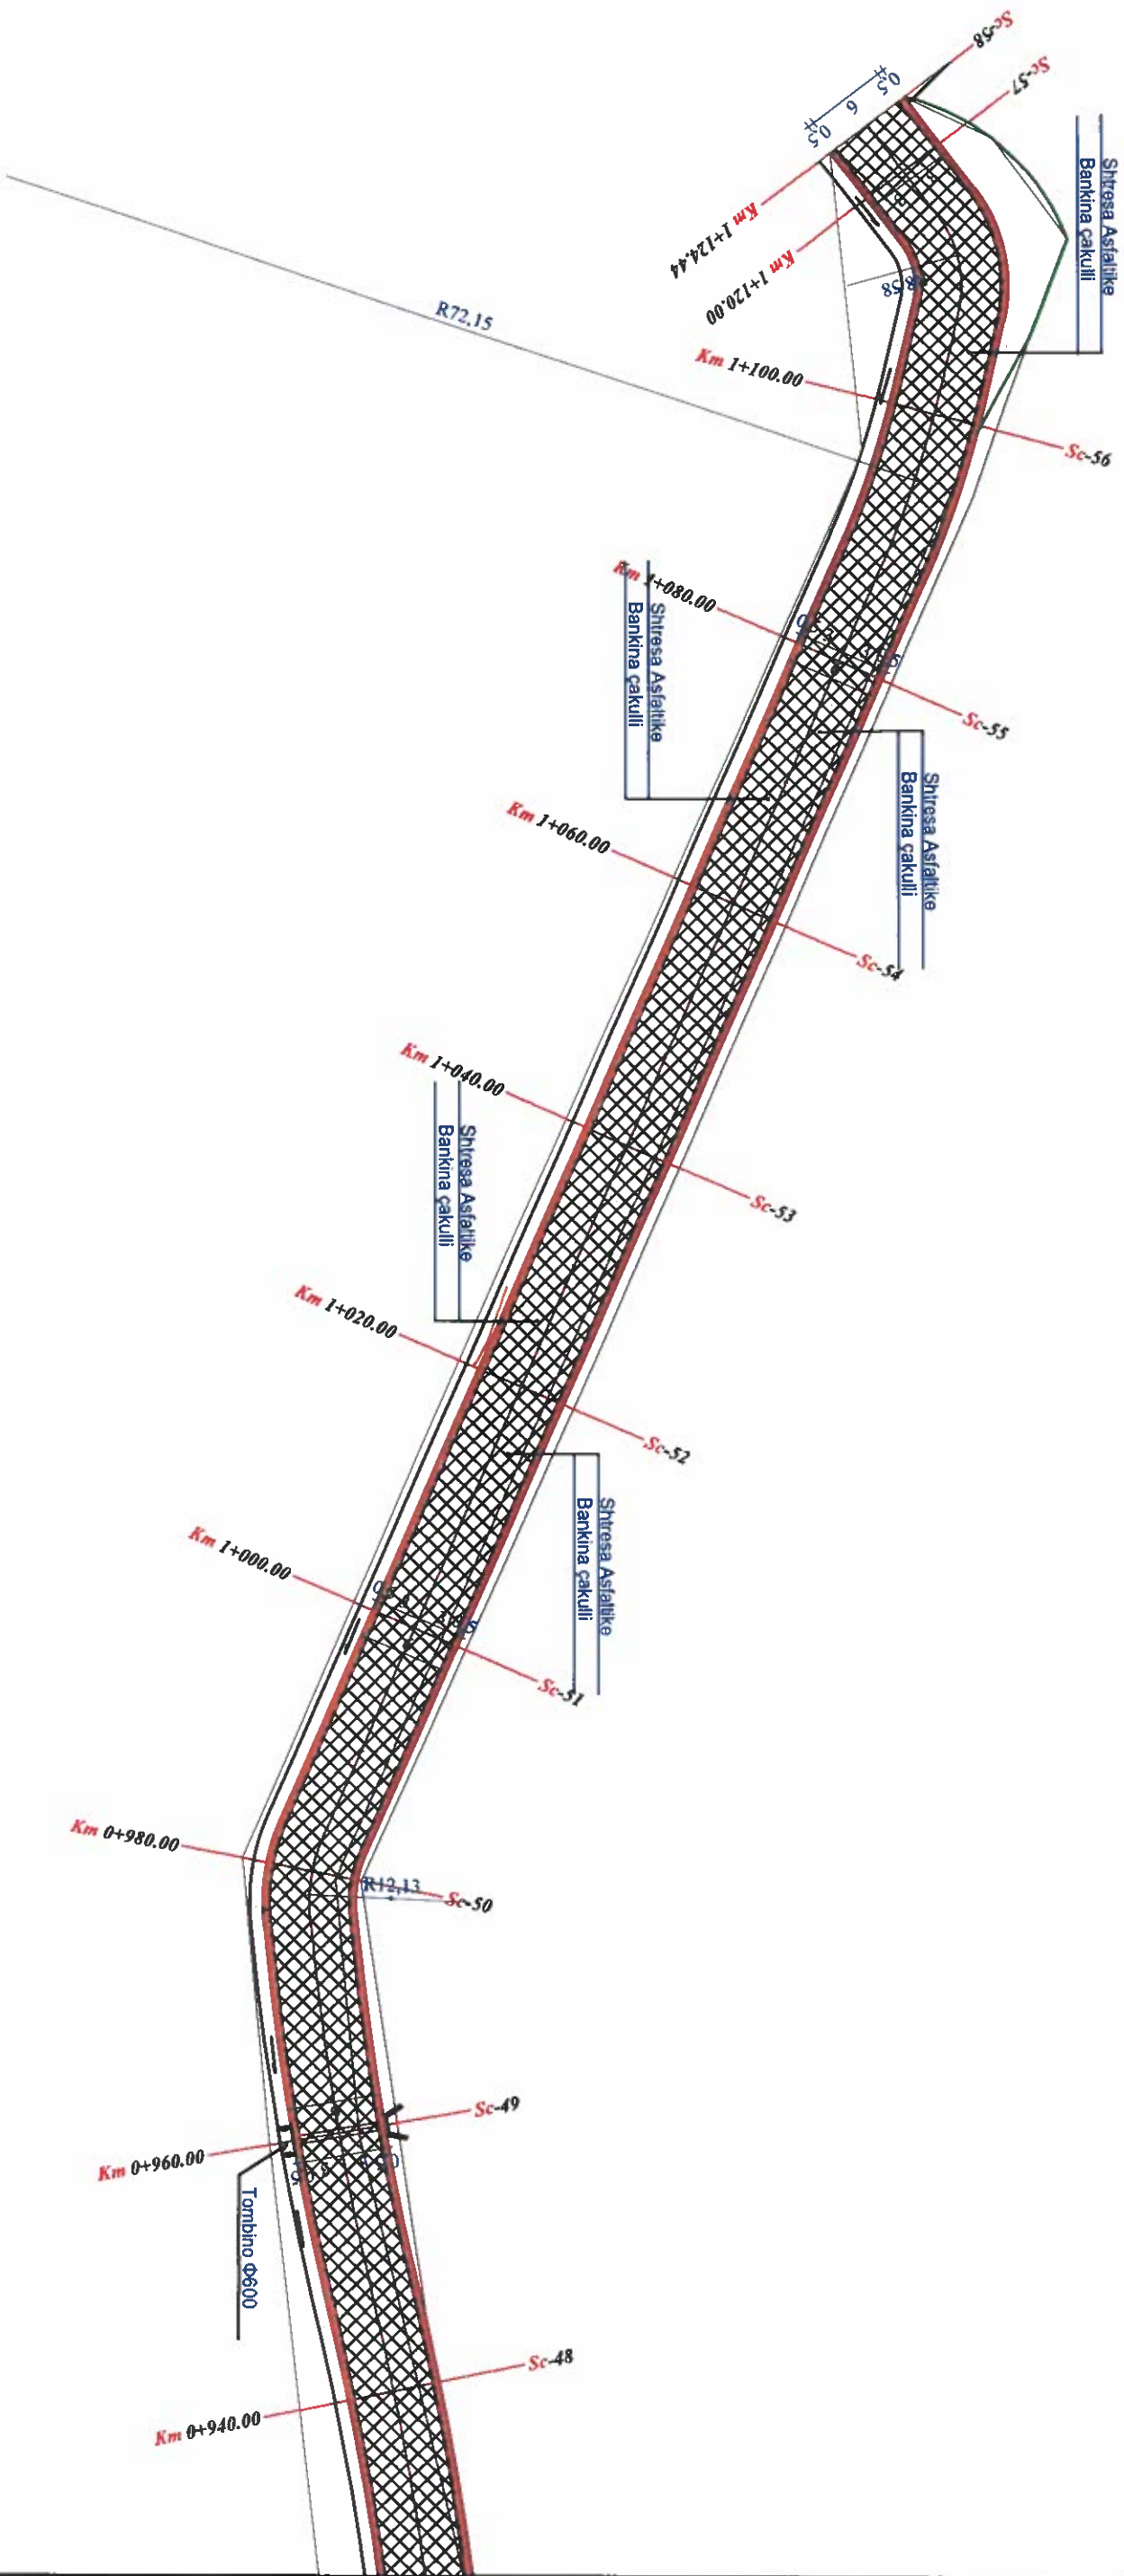 Sc-58
Sc-57
0,5
6
0,5
Shtresa Asfaltike
Bankina çakulli
Km 1+124.44
Km 1+120.00
R72,15
Km 1+100.00
Sc-56
Km 1+080.00
Shtresa Asfaltike
Bankina çakulli
Sc-55
Shtresa Asfaltike
Bankina çakulli
Km 1+060.00
Sc-54
Km 1+040.00
Shtresa Asfaltike
Bankina çakulli
Sc-53
Km 1+020.00
Sc-52
Shtresa Asfaltike
Bankina çakulli
Km 1+000.00
Sc-51
Km 0+980.00
R12,13
Sc-50
Sc-49
Km 0+960.00
Tombino Φ600
Sc-48
Km 0+940.00